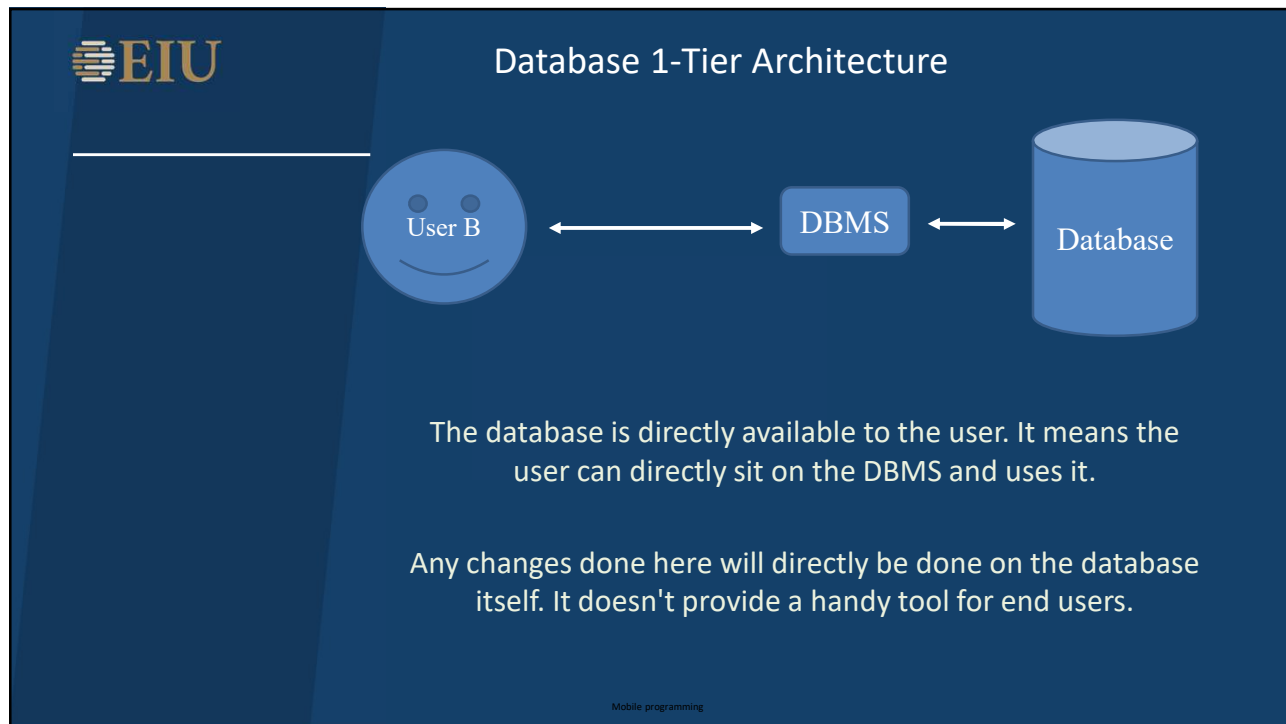 EIU
Database 1-Tier Architecture
User B
DBMS
Database
The database is directly available to the user. It means the
user can directly sit on the DBMS and uses it.
Any changes done here will directly be done on the database
itself. It doesn't provide a handy tool for end users.
Mobile programming